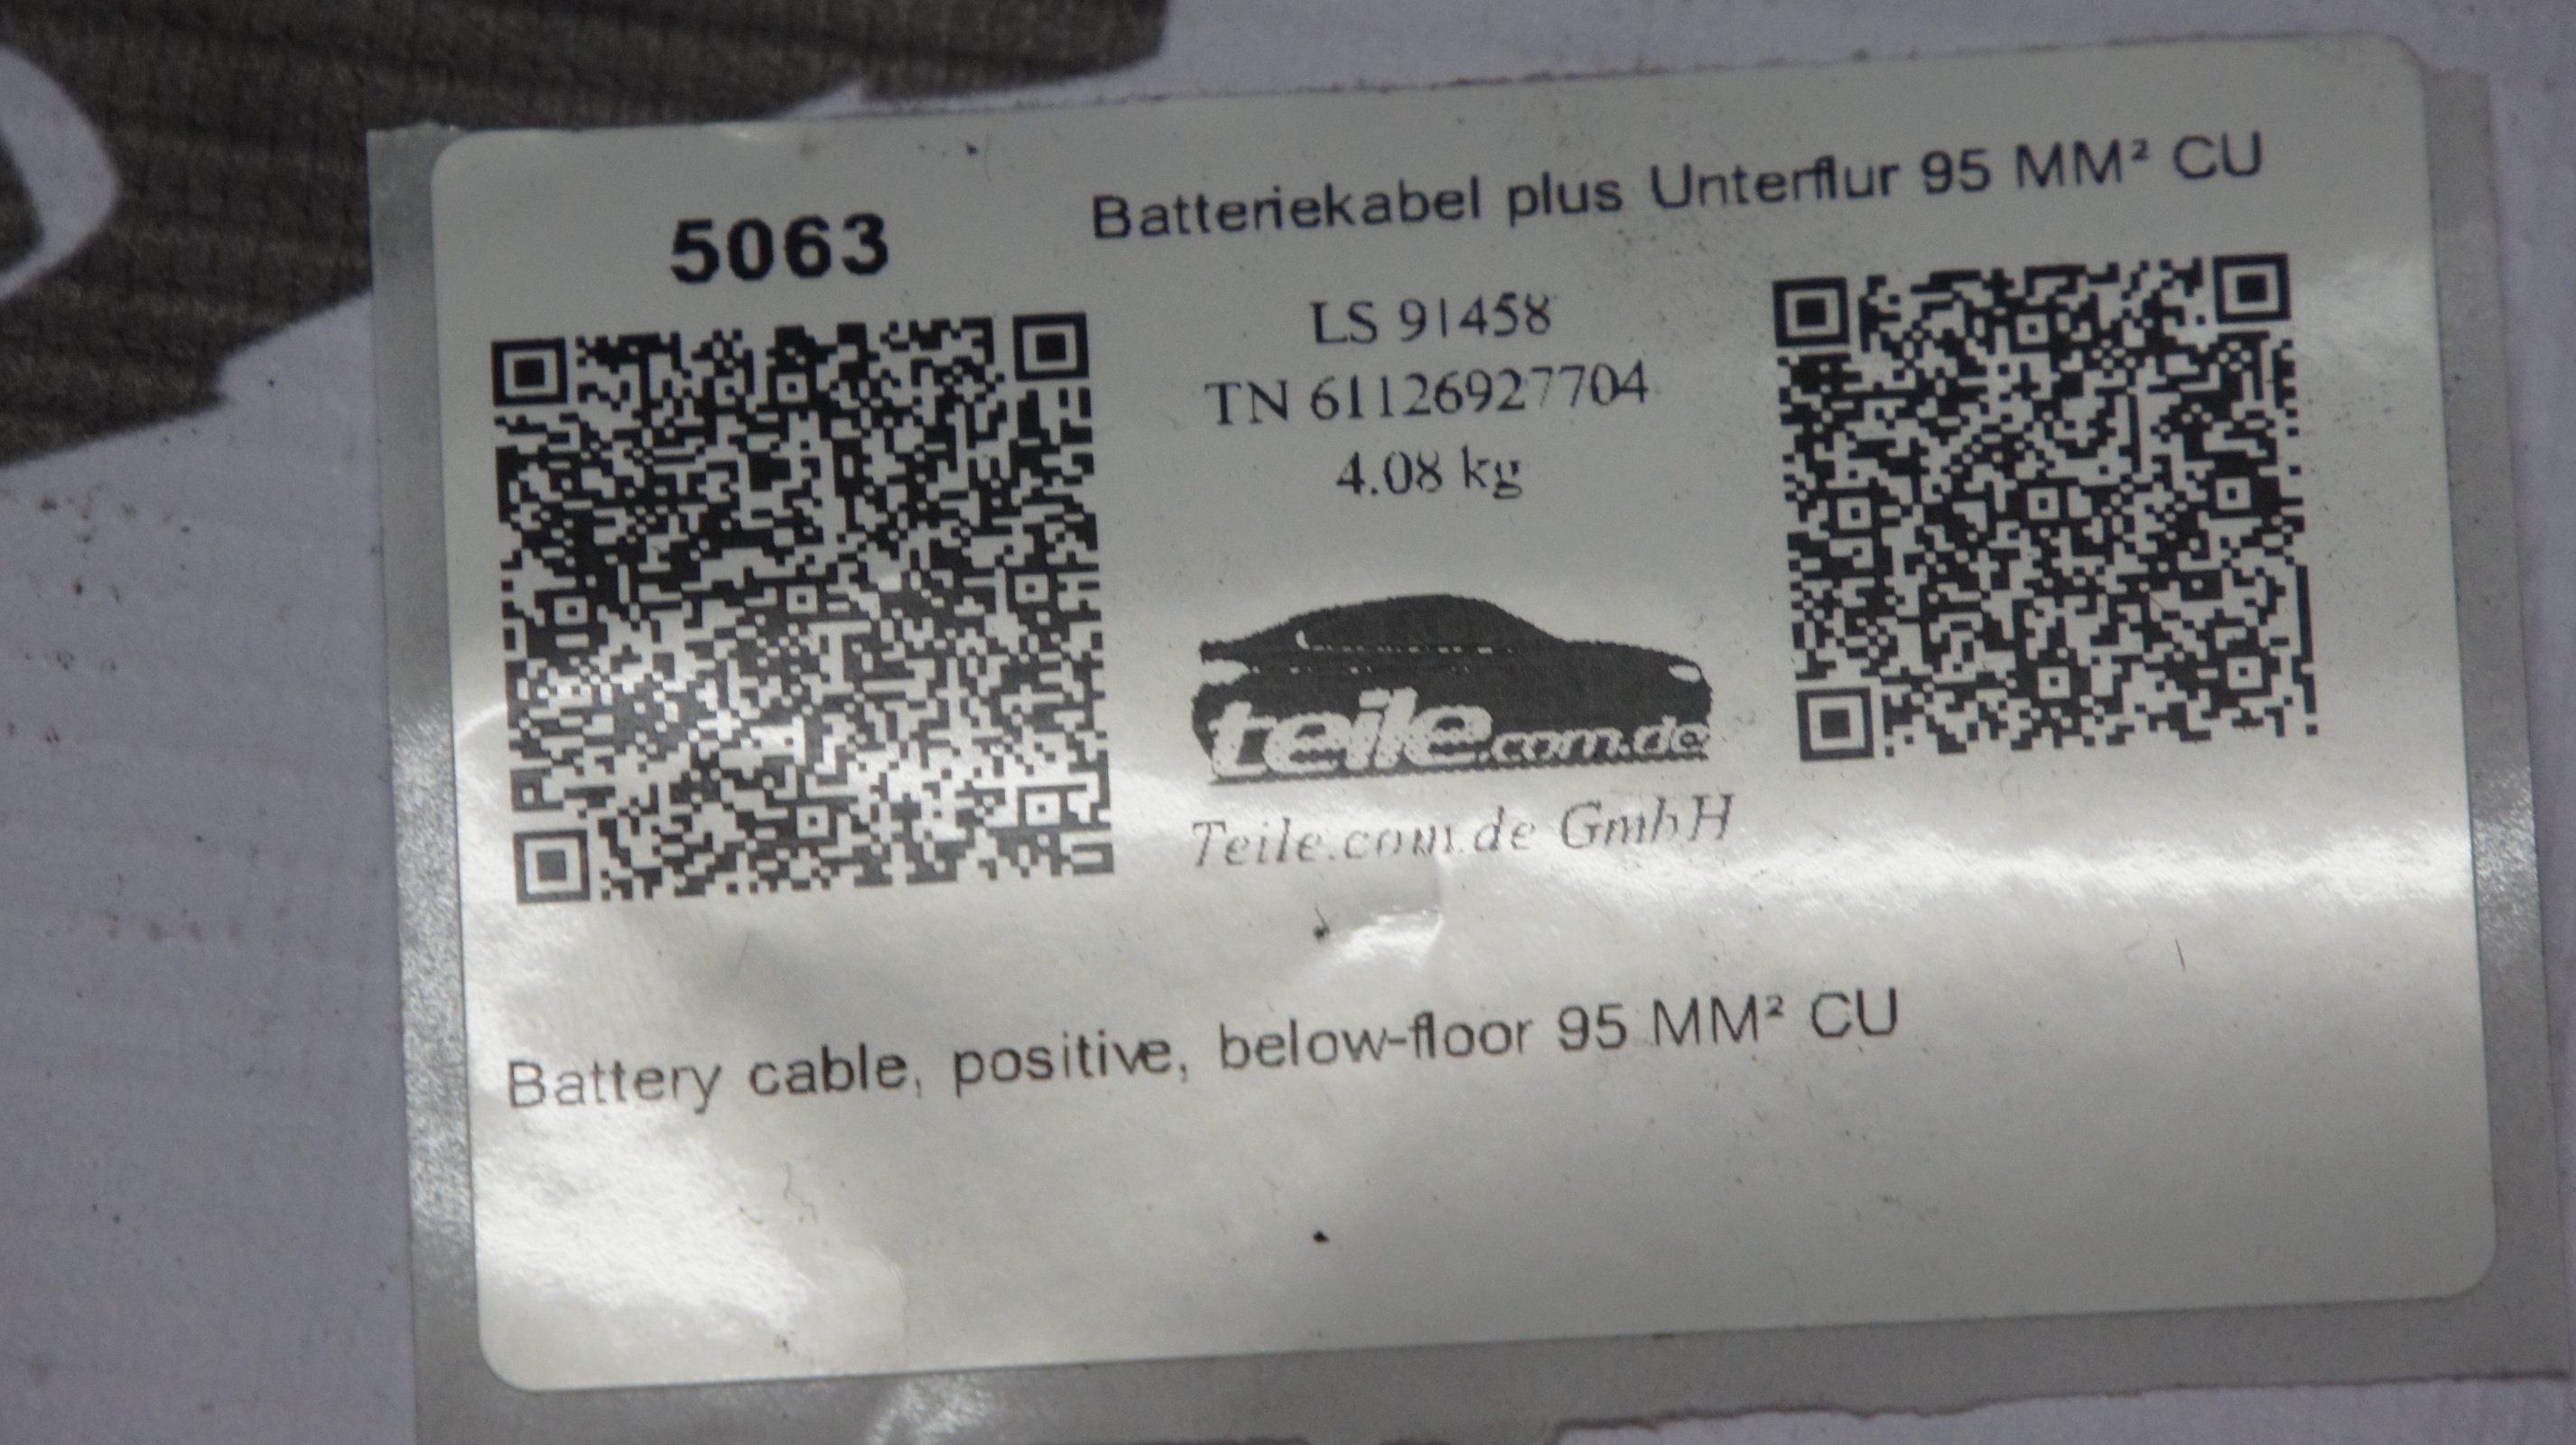 5063
Batteriekabel plus Unterflur 95 MM² CU
LS 91458
TN 61126927704
4.08 kg
teile.com.de
Teile.com.de GmbH
Battery cable, positive, below-floor 95 MM² CU